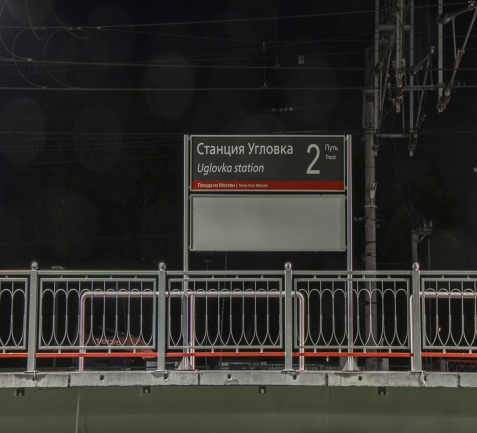 Станция Угловка
Uglovka station
2 Путь
Track
Поезда из Москвы | Trains from Moscow